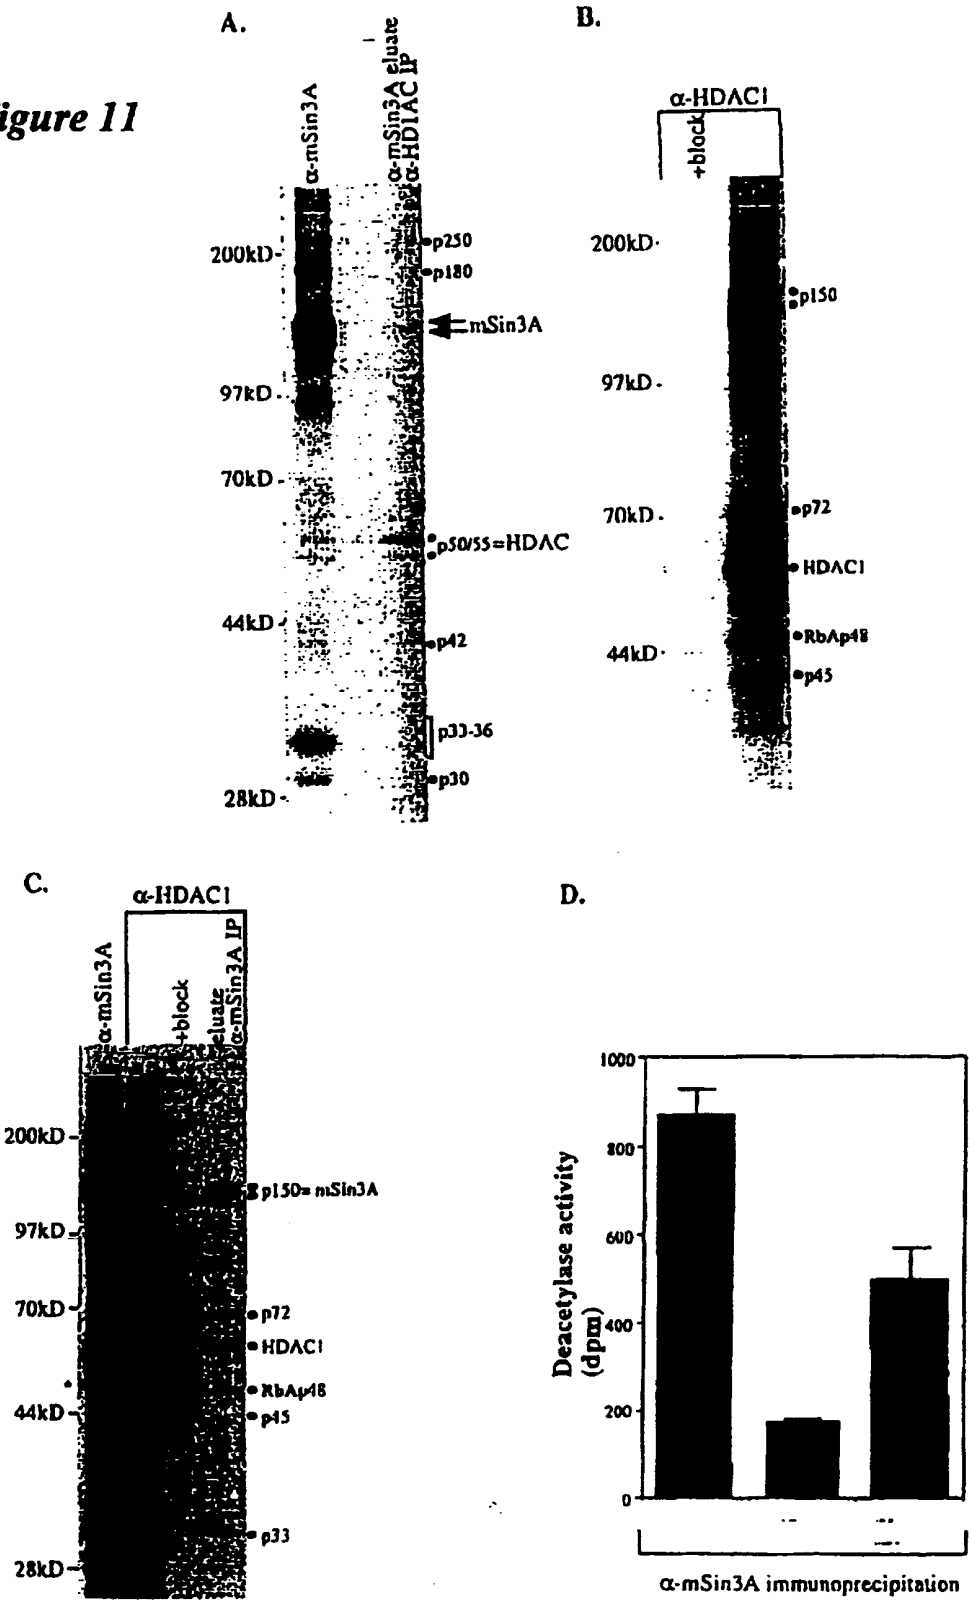 A.
igure 11
α-mSin3A
α-mSin3A eluate
α-HD1AC IP
200kD
97kD
70kD
44kD
28kD
p250
p180
mSin3A
p50/55=HDAC
p42
p33-36
p30
B.
α-HDAC1
+block
200kD
97kD
70kD
44kD
p150
p72
HDAC1
RbAp48
p45
C.
α-HDAC1
α-mSin3A
+block
eluate
α-mSin3A IP
200kD
97kD
70kD
44kD
28kD
p150= mSin3A
p72
HDAC1
RbAp48
p45
p33
D.
Deacetylase activity
(dpm)
1000
800
600
400
200
0
α-mSin3A immunoprecipitation